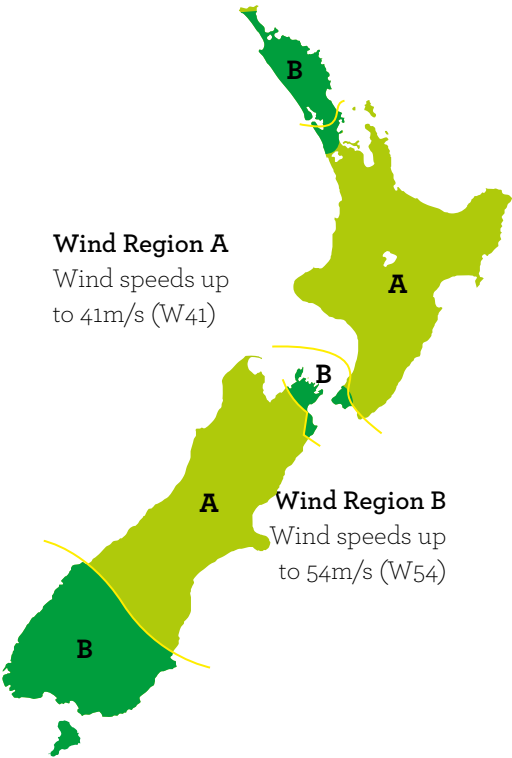 B
Wind Region A
Wind speeds up
to 41m/s (W41)
A
B
A
Wind Region B
Wind speeds up
to 54m/s (W54)
B